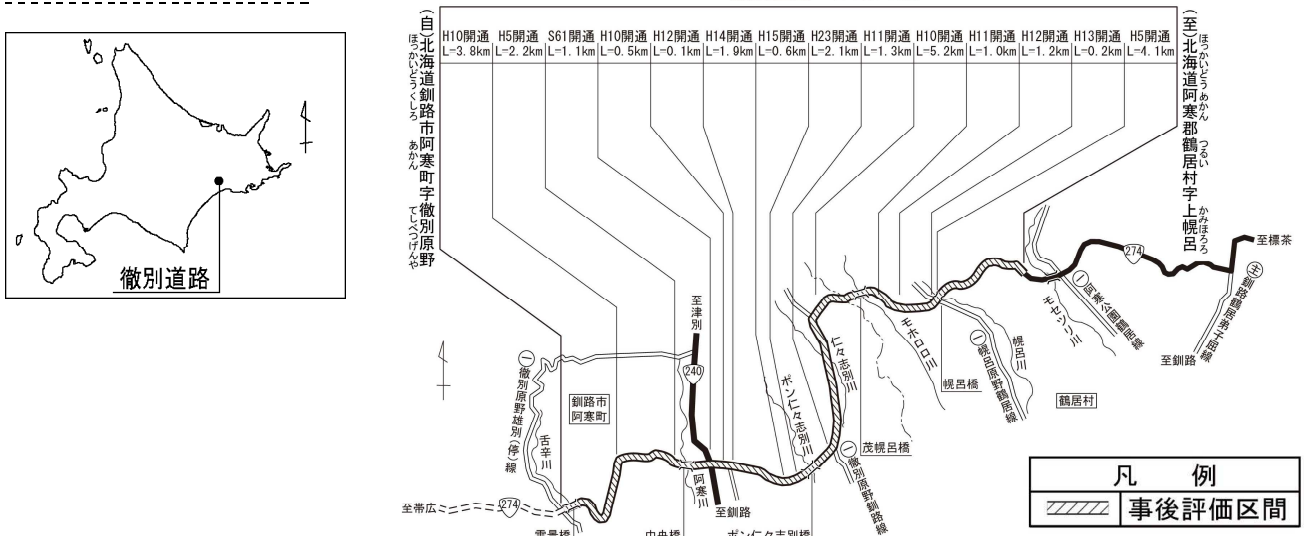 徹別道路
(自)北海道釧路市阿寒町字徹別原野
ほっかいどうくしろ
あかん
てしべつげんや
H10開通
L=3.8km
H5開通
L=2.2km
S61開通
L=1.1km
H10開通
L=0.5km
H12開通
L=0.1km
H14開通
L=1.9km
H15開通
L=0.6km
H23開通
L=2.1km
H11開通
L=1.3km
H10開通
L=5.2km
H11開通
L=1.0km
H12開通
L=1.2km
H13開通
L=0.2km
H5開通
L=4.1km
(至)北海道阿寒郡鶴居村字上幌呂
ほっかいどうあかん
つるい
かみほろろ
至標茶
274
㊀阿寒公園鶴居線
モセツリ川
主 釧路鶴居弟子屈線
至釧路
至津別
240
㊀徹別原野雄別(停)線
釧路市
阿寒町
舌辛川
阿寒川
至釧路
ポン仁々志別川
仁々志別川
モホロロ川
幌呂橋
㊀幌呂原野鶴居線
幌呂川
鶴居村
茂幌呂橋
㊀徹別原野釧路線
至帯広
274
雪景橋
中央橋
ポン仁々志別橋
凡 例
事後評価区間